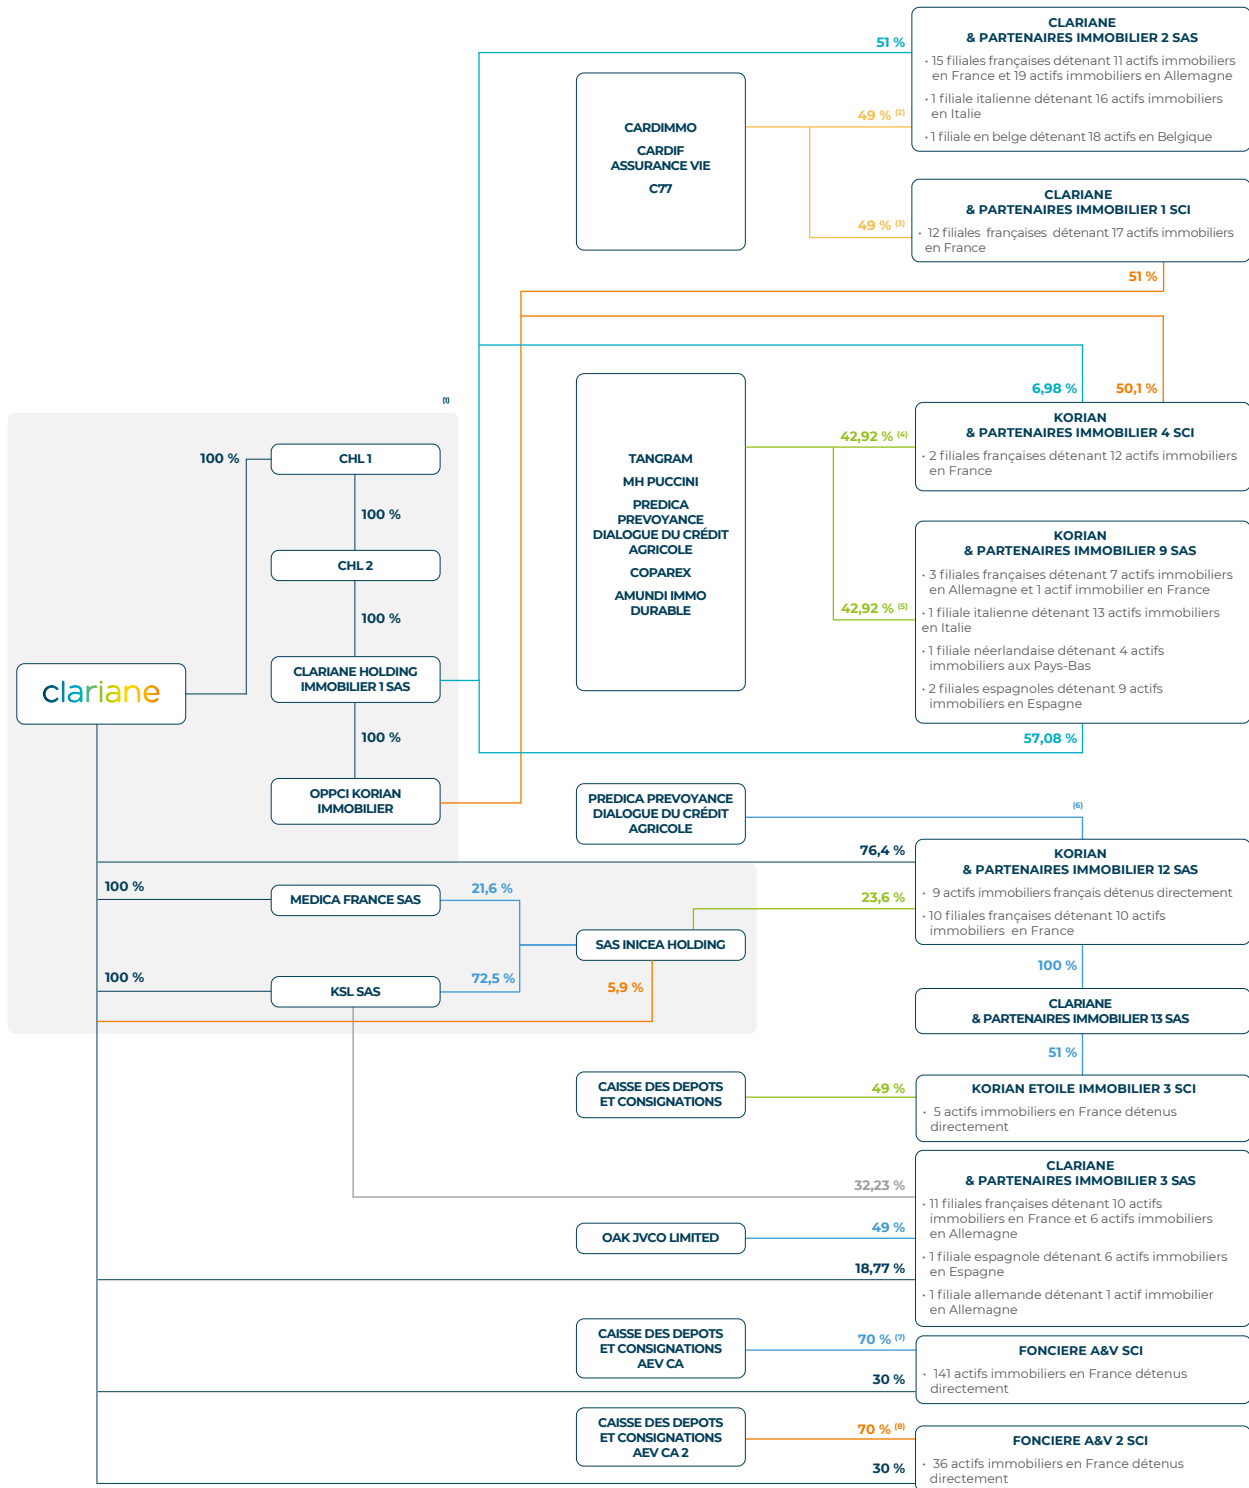 51 %
CLARIANE
& PARTENAIRES IMMOBILIER 2 SAS
• 15 filiales françaises détenant 11 actifs immobiliers
en France et 19 actifs immobiliers en Allemagne
• 1 filiale italienne détenant 16 actifs immobiliers
en Italie
• 1 filiale en belge détenant 18 actifs en Belgique
CARDIMMO
CARDIF
ASSURANCE VIE
C77
49 % (2)
49 % (3)
CLARIANE
& PARTENAIRES IMMOBILIER 1 SCI
• 12 filiales françaises détenant 17 actifs immobiliers
en France
51 %
6,98 %
50,1 %
(1)
TANGRAM
MH PUCCINI
PREDICA
PREVOYANCE
DIALOGUE DU CRÉDIT
AGRICOLE
COPAREX
AMUNDI IMMO
DURABLE
42,92 % (4)
42,92 % (5)
KORIAN
& PARTENAIRES IMMOBILIER 4 SCI
• 2 filiales françaises détenant 12 actifs immobiliers
en France
KORIAN
& PARTENAIRES IMMOBILIER 9 SAS
• 3 filiales françaises détenant 7 actifs immobiliers
en Allemagne et 1 actif immobilier en France
• 1 filiale italienne détenant 13 actifs immobiliers
en Italie
• 1 filiale néerlandaise détenant 4 actifs
immobiliers aux Pays-Bas
• 2 filiales espagnoles détenant 9 actifs
immobiliers en Espagne
57,08 %
100 %
CHL 1
100 %
CHL 2
100 %
clariane
CLARIANE HOLDING
IMMOBILIER 1 SAS
100 %
OPPCI KORIAN
IMMOBILIER
PREDICA PREVOYANCE
DIALOGUE DU CRÉDIT
AGRICOLE
(6)
76,4 %
23,6 %
KORIAN
& PARTENAIRES IMMOBILIER 12 SAS
• 9 actifs immobiliers français détenus directement
• 10 filiales françaises détenant 10 actifs
immobiliers en France
100 %
MEDICA FRANCE SAS
21,6 %
SAS INICEA HOLDING
100 %
KSL SAS
72,5 %
5,9 %
100 %
CLARIANE
& PARTENAIRES IMMOBILIER 13 SAS
51 %
CAISSE DES DEPOTS
ET CONSIGNATIONS
49 %
KORIAN ETOILE IMMOBILIER 3 SCI
• 5 actifs immobiliers en France détenus
directement
32,23 %
OAK JVCO LIMITED
49 %
18,77 %
CLARIANE
& PARTENAIRES IMMOBILIER 3 SAS
• 11 filiales françaises détenant 10 actifs
immobiliers en France et 6 actifs immobiliers
en Allemagne
• 1 filiale espagnole détenant 6 actifs immobiliers
en Espagne
• 1 filiale allemande détenant 1 actif immobilier
en Allemagne
CAISSE DES DEPOTS
ET CONSIGNATIONS
AEV CA
70 % (7)
30 %
FONCIERE A&V SCI
• 141 actifs immobiliers en France détenus
directement
CAISSE DES DEPOTS
ET CONSIGNATIONS
AEV CA 2
70 % (8)
30 %
FONCIERE A&V 2 SCI
• 36 actifs immobiliers en France détenus
directement